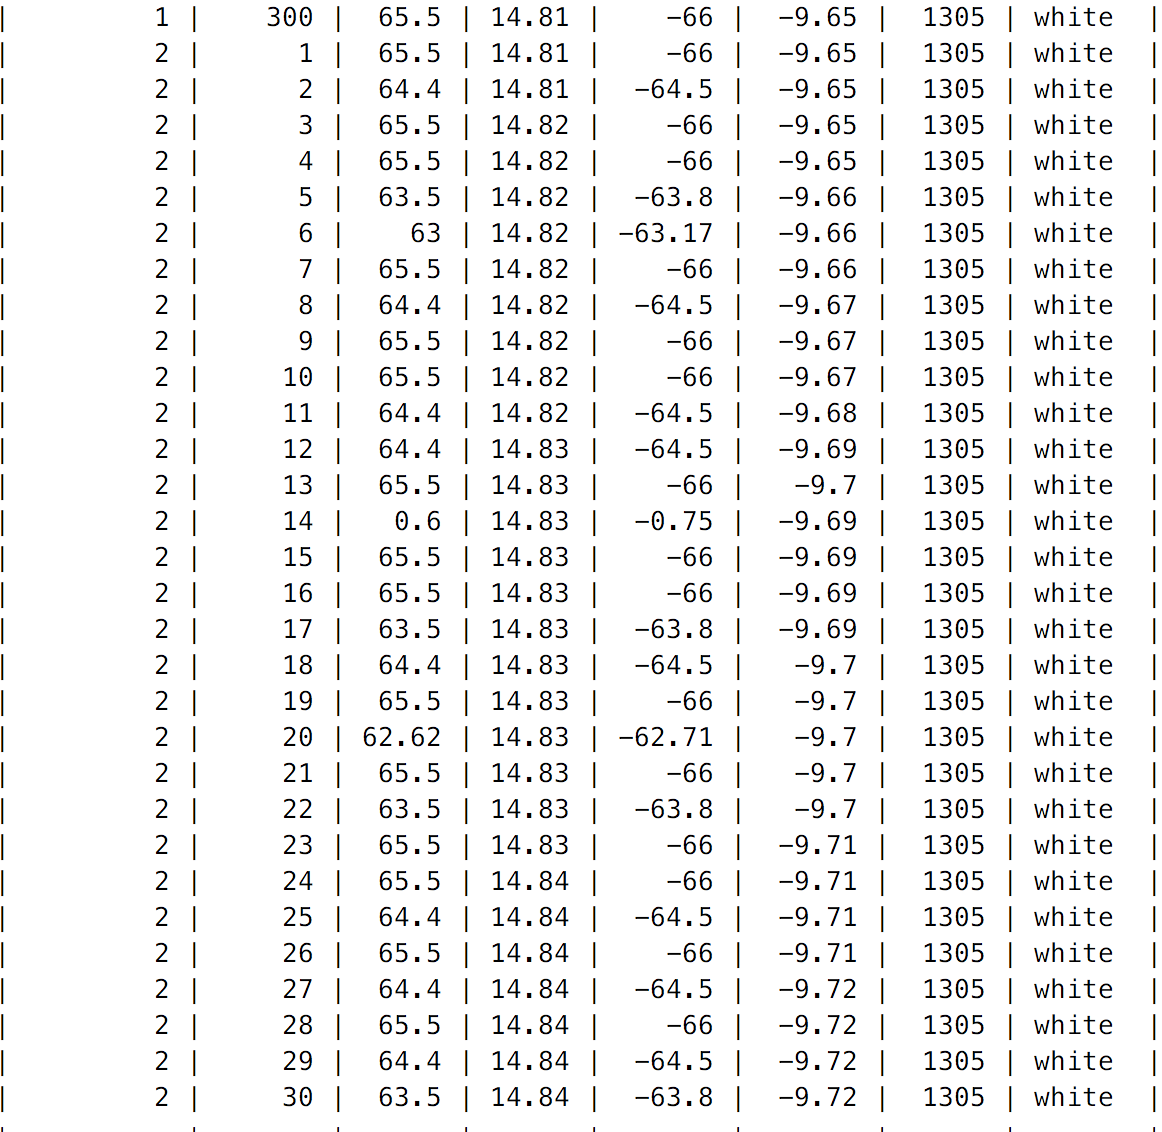 | 1 | 300 | 65.5 | 14.81 | -66 | -9.65 | 1305 | white |
| 2 | 1 | 65.5 | 14.81 | -66 | -9.65 | 1305 | white |
| 2 | 2 | 64.4 | 14.81 | -64.5 | -9.65 | 1305 | white |
| 2 | 3 | 65.5 | 14.82 | -66 | -9.65 | 1305 | white |
| 2 | 4 | 65.5 | 14.82 | -66 | -9.65 | 1305 | white |
| 2 | 5 | 63.5 | 14.82 | -63.8 | -9.66 | 1305 | white |
| 2 | 6 | 63 | 14.82 | -63.17 | -9.66 | 1305 | white |
| 2 | 7 | 65.5 | 14.82 | -66 | -9.66 | 1305 | white |
| 2 | 8 | 64.4 | 14.82 | -64.5 | -9.67 | 1305 | white |
| 2 | 9 | 65.5 | 14.82 | -66 | -9.67 | 1305 | white |
| 2 | 10 | 65.5 | 14.82 | -66 | -9.67 | 1305 | white |
| 2 | 11 | 64.4 | 14.82 | -64.5 | -9.68 | 1305 | white |
| 2 | 12 | 64.4 | 14.83 | -64.5 | -9.69 | 1305 | white |
| 2 | 13 | 65.5 | 14.83 | -66 | -9.7 | 1305 | white |
| 2 | 14 | 0.6 | 14.83 | -0.75 | -9.69 | 1305 | white |
| 2 | 15 | 65.5 | 14.83 | -66 | -9.69 | 1305 | white |
| 2 | 16 | 65.5 | 14.83 | -66 | -9.69 | 1305 | white |
| 2 | 17 | 63.5 | 14.83 | -63.8 | -9.69 | 1305 | white |
| 2 | 18 | 64.4 | 14.83 | -64.5 | -9.7 | 1305 | white |
| 2 | 19 | 65.5 | 14.83 | -66 | -9.7 | 1305 | white |
| 2 | 20 | 62.62 | 14.83 | -62.71 | -9.7 | 1305 | white |
| 2 | 21 | 65.5 | 14.83 | -66 | -9.7 | 1305 | white |
| 2 | 22 | 63.5 | 14.83 | -63.8 | -9.7 | 1305 | white |
| 2 | 23 | 65.5 | 14.83 | -66 | -9.71 | 1305 | white |
| 2 | 24 | 65.5 | 14.84 | -66 | -9.71 | 1305 | white |
| 2 | 25 | 64.4 | 14.84 | -64.5 | -9.71 | 1305 | white |
| 2 | 26 | 65.5 | 14.84 | -66 | -9.71 | 1305 | white |
| 2 | 27 | 64.4 | 14.84 | -64.5 | -9.72 | 1305 | white |
| 2 | 28 | 65.5 | 14.84 | -66 | -9.72 | 1305 | white |
| 2 | 29 | 64.4 | 14.84 | -64.5 | -9.72 | 1305 | white |
| 2 | 30 | 63.5 | 14.84 | -63.8 | -9.72 | 1305 | white |